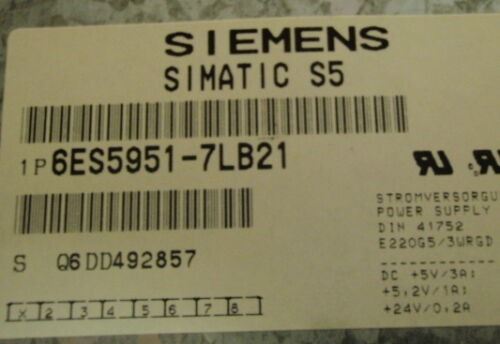 SIEMENS
SIMATIC S5
1P 6ES5951-7LB21
STROMVERSORGU
POWER SUPPLY
DIN 41752
E220G5/3WRGD
S Q6DD492857
DC +5V/3A;
+5,2V/1A;
+24V/0,2A
X 2 3 4 5 6 7 8